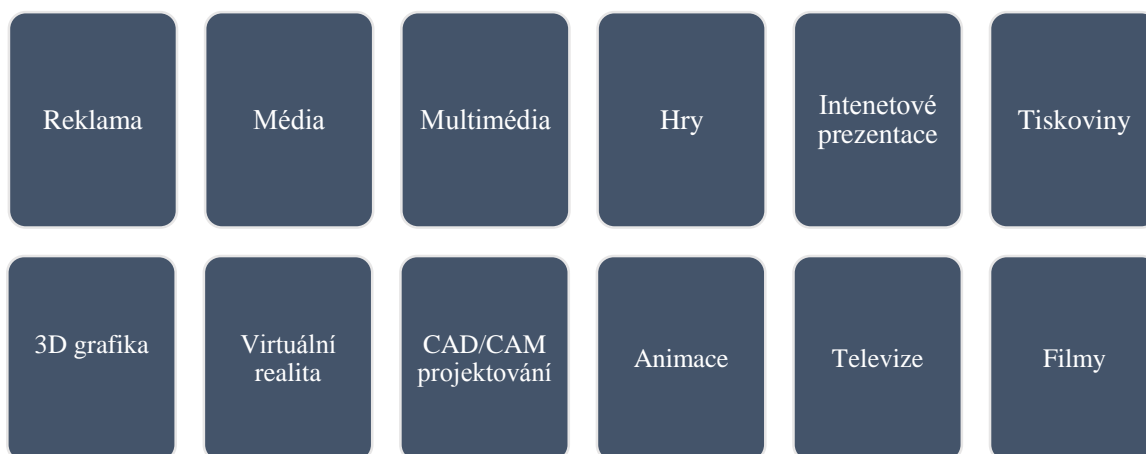 Reklama
Média
Multimédia
Hry
Intenetové
prezentace
Tiskoviny
3D grafika
Virtuální
realita
CAD/CAM
projektování
Animace
Televize
Filmy